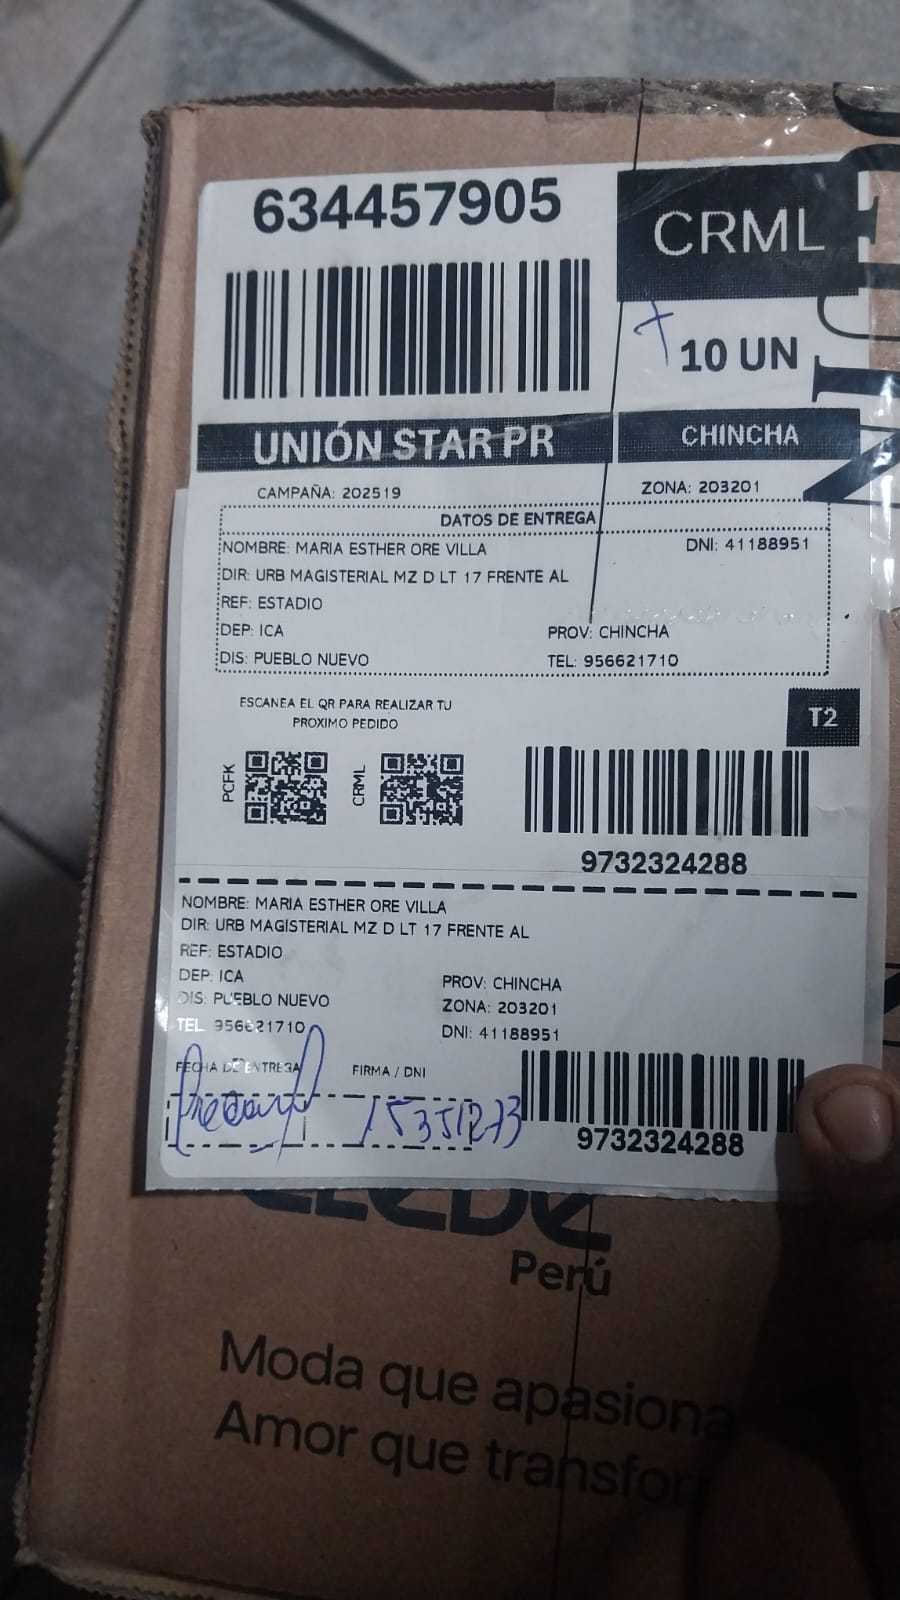 634457905
CRML
10 UN
UNIÓN STAR PR
CHINCHA
CAMPAÑA: 202519
ZONA: 203201
DATOS DE ENTREGA
NOMBRE: MARIA ESTHER ORE VILLA
DNI: 41188951
DIR: URB MAGISTERIAL MZ D LT 17 FRENTE AL
REF: ESTADIO
DEP: ICA
PROV: CHINCHA
DIS: PUEBLO NUEVO
TEL: 956621710
ESCANEA EL QR PARA REALIZAR TU
PROXIMO PEDIDO
T2
PCFK
CRML
9732324288
NOMBRE: MARIA ESTHER ORE VILLA
DIR: URB MAGISTERIAL MZ D LT 17 FRENTE AL
REF: ESTADIO
DEP: ICA
PROV: CHINCHA
DIS: PUEBLO NUEVO
ZONA: 203201
TEL 956621710
DNI: 41188951
FECHA DE ENTREGA
FIRMA / DNI
15351273
9732324288
Perú
Moda que apasiona
Amor que transfor